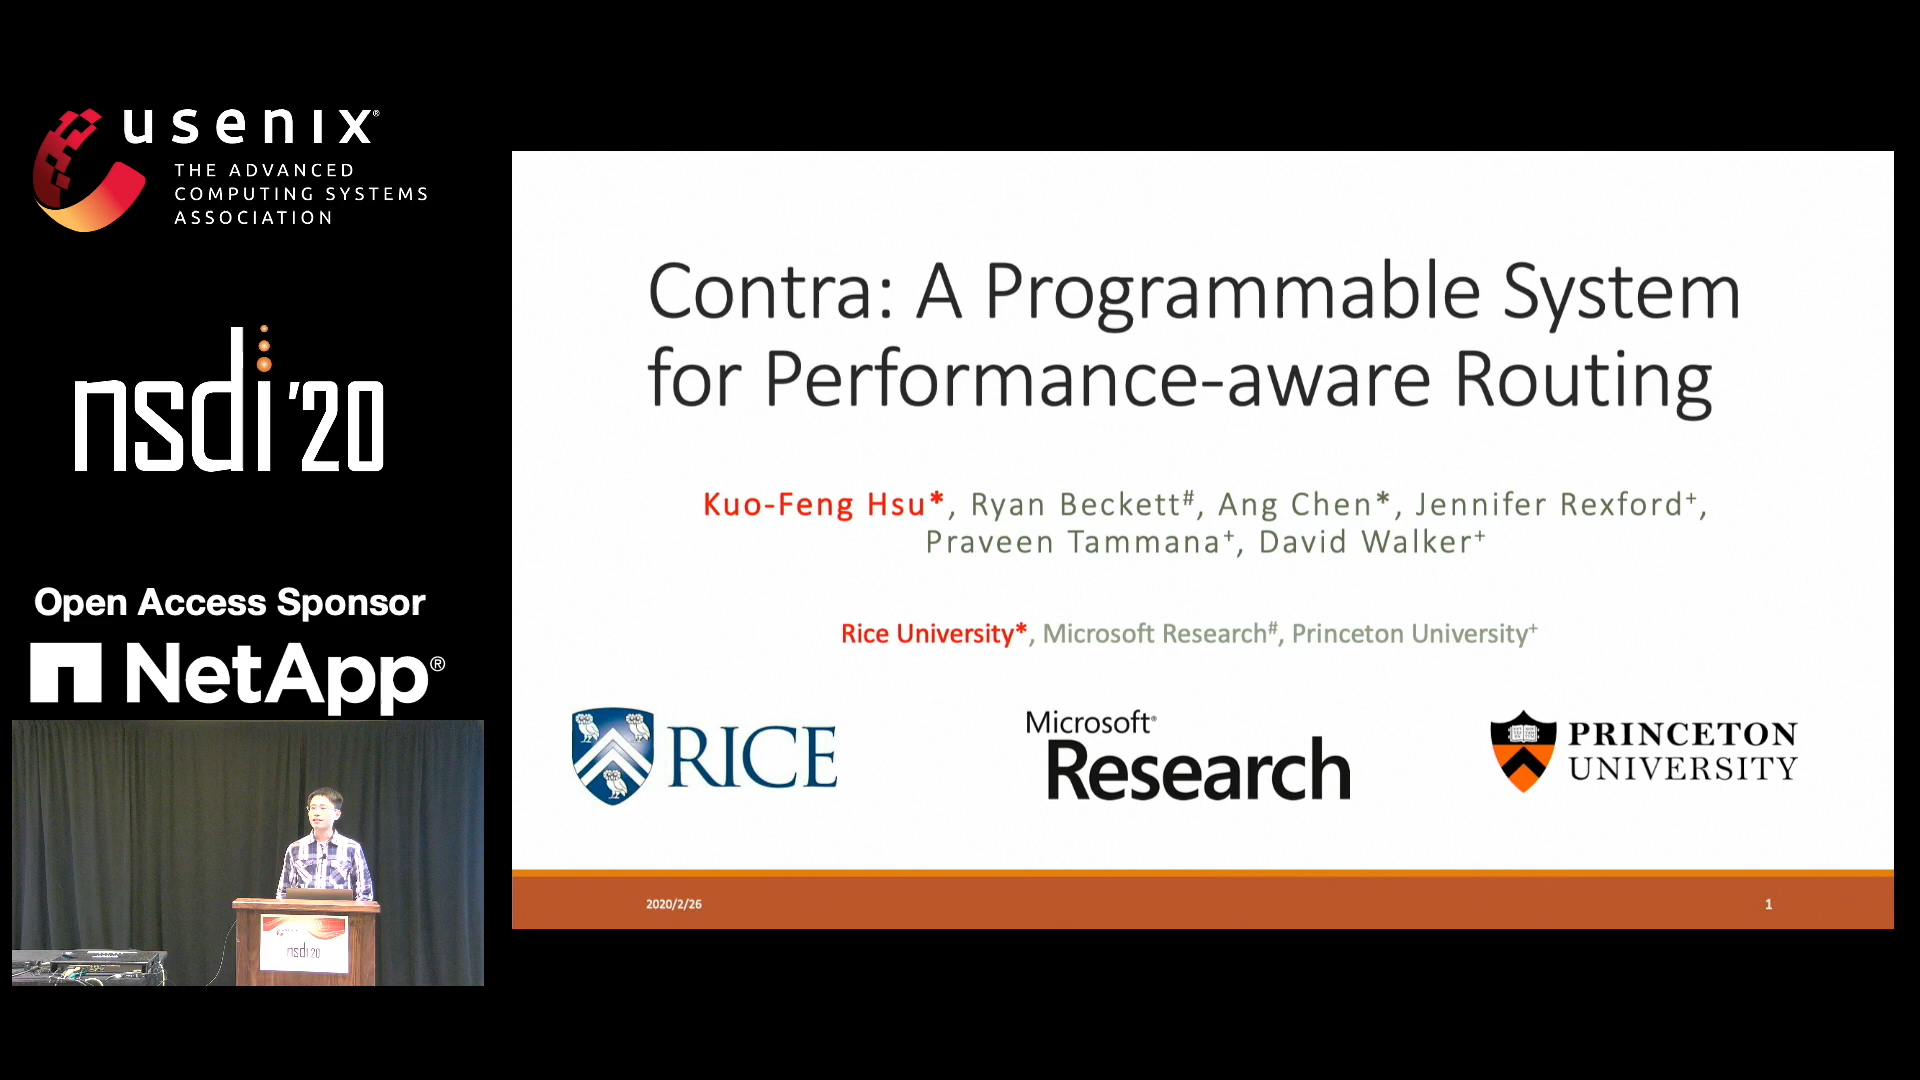 usenix®
THE ADVANCED
COMPUTING SYSTEMS
ASSOCIATION
nsdi '20
Open Access Sponsor
NetApp®
nsdi 20
Contra: A Programmable System
for Performance-aware Routing
Kuo-Feng Hsu*, Ryan Beckett#, Ang Chen*, Jennifer Rexford+,
Praveen Tammana+, David Walker+
Rice University*, Microsoft Research#, Princeton University+
RICE
Microsoft®
Research
PRINCETON
UNIVERSITY
2020/2/26
1